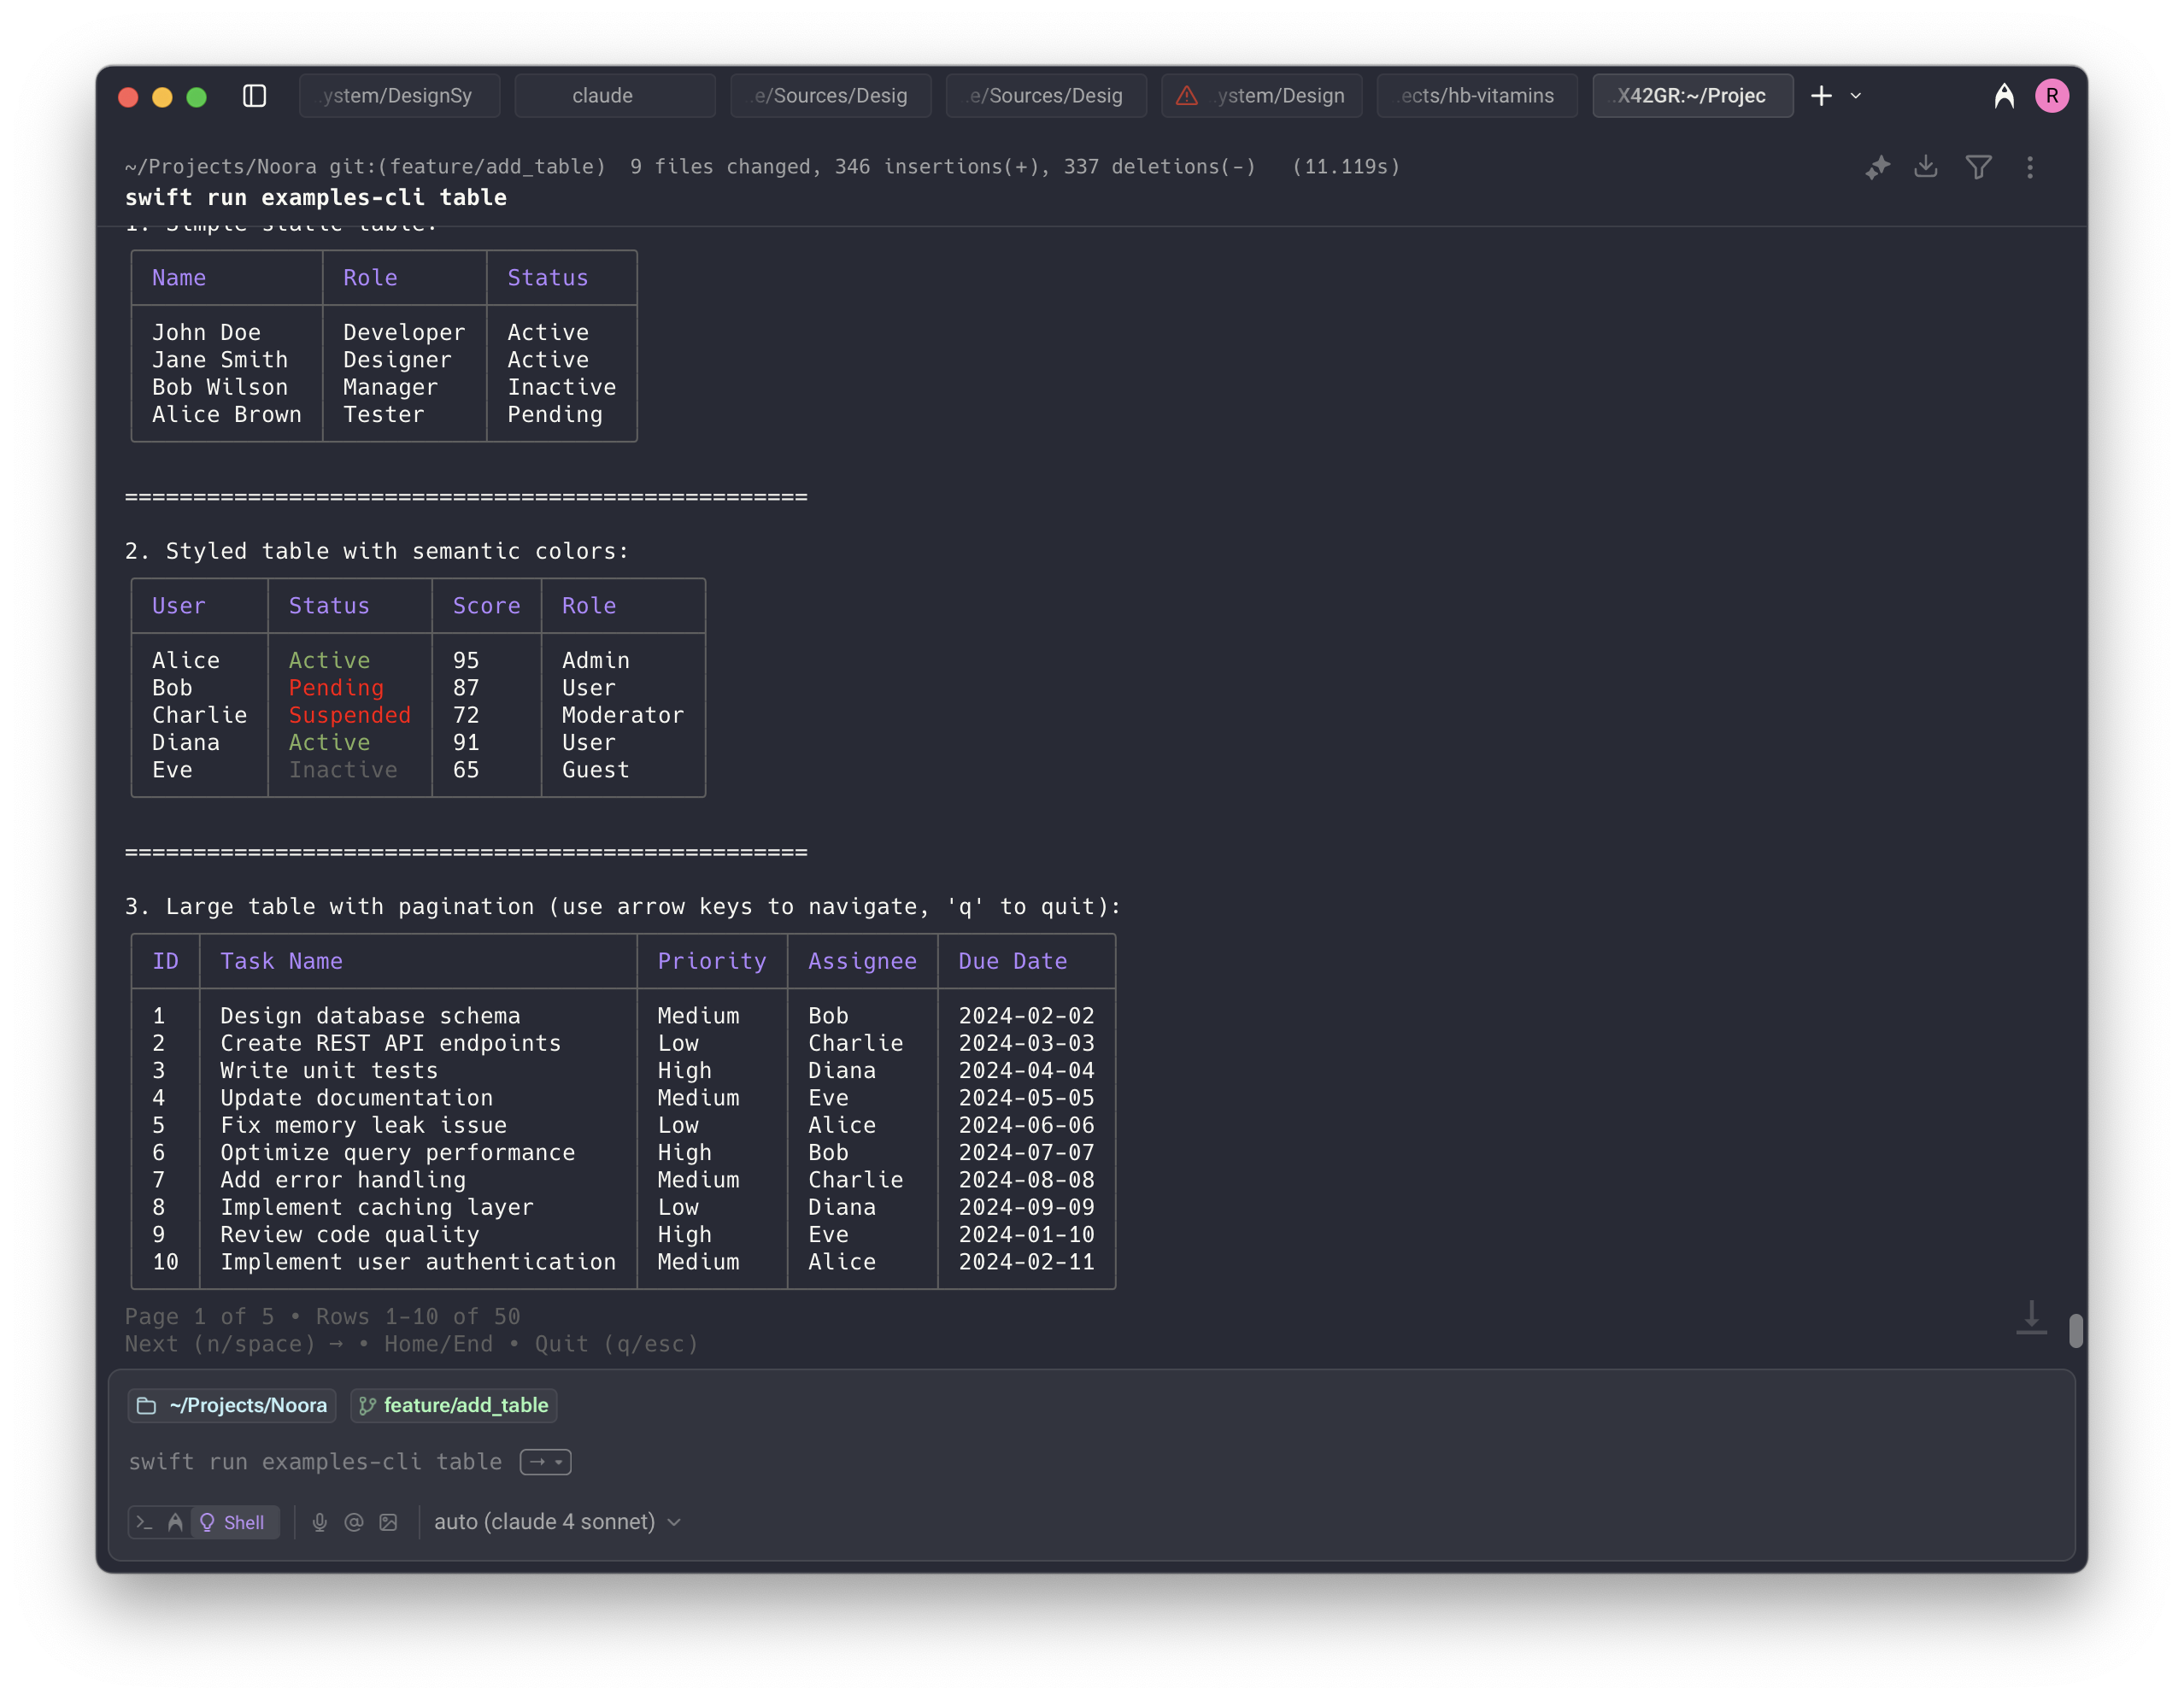 .ystem/DesignSy claude .e/Sources/Desig .e/Sources/Desig .ystem/Design .ects/hb-vitamins .X42GR:~/Projec R
~/Projects/Noora git:(feature/add_table) 9 files changed, 346 insertions(+), 337 deletions(-) (11.119s)
swift run examples-cli table
1. Simple static table:
Name Role Status
John Doe Developer Active
Jane Smith Designer Active
Bob Wilson Manager Inactive
Alice Brown Tester Pending
==================================================
2. Styled table with semantic colors:
User Status Score Role
Alice Active 95 Admin
Bob Pending 87 User
Charlie Suspended 72 Moderator
Diana Active 91 User
Eve Inactive 65 Guest
==================================================
3. Large table with pagination (use arrow keys to navigate, 'q' to quit):
ID Task Name Priority Assignee Due Date
1 Design database schema Medium Bob 2024-02-02
2 Create REST API endpoints Low Charlie 2024-03-03
3 Write unit tests High Diana 2024-04-04
4 Update documentation Medium Eve 2024-05-05
5 Fix memory leak issue Low Alice 2024-06-06
6 Optimize query performance High Bob 2024-07-07
7 Add error handling Medium Charlie 2024-08-08
8 Implement caching layer Low Diana 2024-09-09
9 Review code quality High Eve 2024-01-10
10 Implement user authentication Medium Alice 2024-02-11
Page 1 of 5 • Rows 1-10 of 50
Next (n/space) → • Home/End • Quit (q/esc)
~/Projects/Noora feature/add_table
swift run examples-cli table →
Shell auto (claude 4 sonnet)